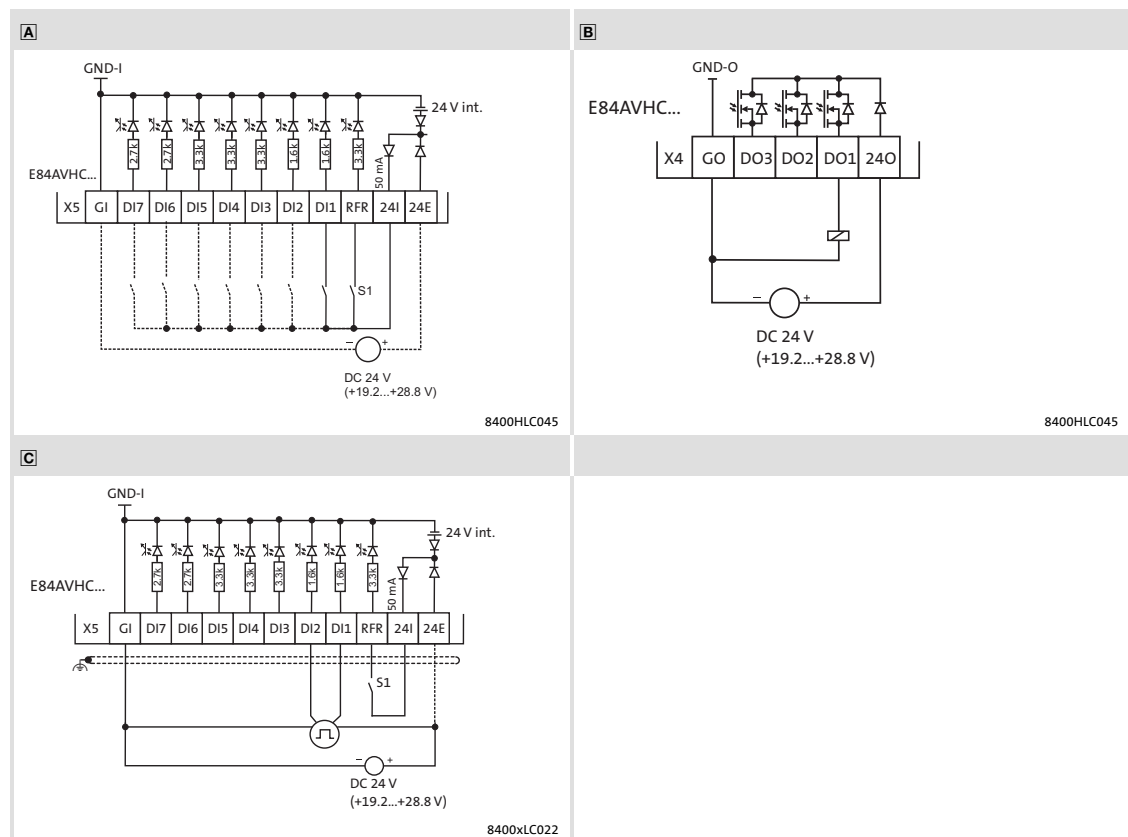 A
GND-I
24 V int.
2.7k 2.7k 3.3k 3.3k 3.3k 1.6k 1.6k 3.3k 50 mA
E84AVHC...
X5 GI DI7 DI6 DI5 DI4 DI3 DI2 DI1 RFR 24I 24E
S1
− +
DC 24 V
(+19.2...+28.8 V)
8400HLC045
B
GND-O
E84AVHC...
X4 GO DO3 DO2 DO1 24O
− +
DC 24 V
(+19.2...+28.8 V)
8400HLC045
C
GND-I
24 V int.
2.7k 2.7k 3.3k 3.3k 3.3k 1.6k 1.6k 3.3k 50 mA
E84AVHC...
X5 GI DI7 DI6 DI5 DI4 DI3 DI2 DI1 RFR 24I 24E
S1
− +
DC 24 V
(+19.2...+28.8 V)
8400xLC022